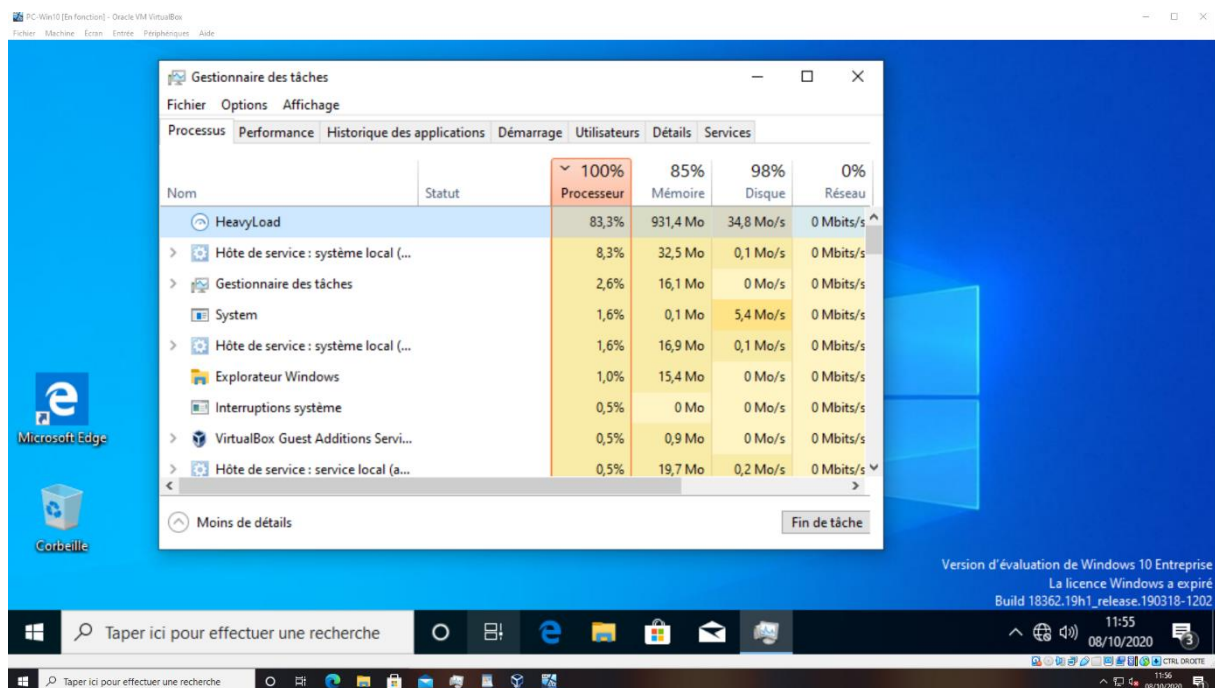 PC-Win10 [En fonction] - Oracle VM VirtualBox
Fichier Machine Écran Entrée Périphériques Aide
Gestionnaire des tâches
Fichier Options Affichage
Processus Performance Historique des applications Démarrage Utilisateurs Détails Services
100% 85% 98% 0%
Nom Statut Processeur Mémoire Disque Réseau
HeavyLoad 83,3% 931,4 Mo 34,8 Mo/s 0 Mbits/s
Hôte de service : système local (... 8,3% 32,5 Mo 0,1 Mo/s 0 Mbits/s
Gestionnaire des tâches 2,6% 16,1 Mo 0 Mo/s 0 Mbits/s
System 1,6% 0,1 Mo 5,4 Mo/s 0 Mbits/s
Hôte de service : système local (... 1,6% 16,9 Mo 0,1 Mo/s 0 Mbits/s
Explorateur Windows 1,0% 15,4 Mo 0 Mo/s 0 Mbits/s
Interruptions système 0,5% 0 Mo 0 Mo/s 0 Mbits/s
VirtualBox Guest Additions Servi... 0,5% 0,9 Mo 0 Mo/s 0 Mbits/s
Hôte de service : service local (a... 0,5% 19,7 Mo 0,2 Mo/s 0 Mbits/s
Moins de détails Fin de tâche
Microsoft Edge
Corbeille
Version d'évaluation de Windows 10 Entreprise
La licence Windows a expiré
Build 18362.19h1_release.190318-1202
Taper ici pour effectuer une recherche
11:55
08/10/2020
3
CTRL DROITE
Taper ici pour effectuer une recherche
11:56
08/10/2020